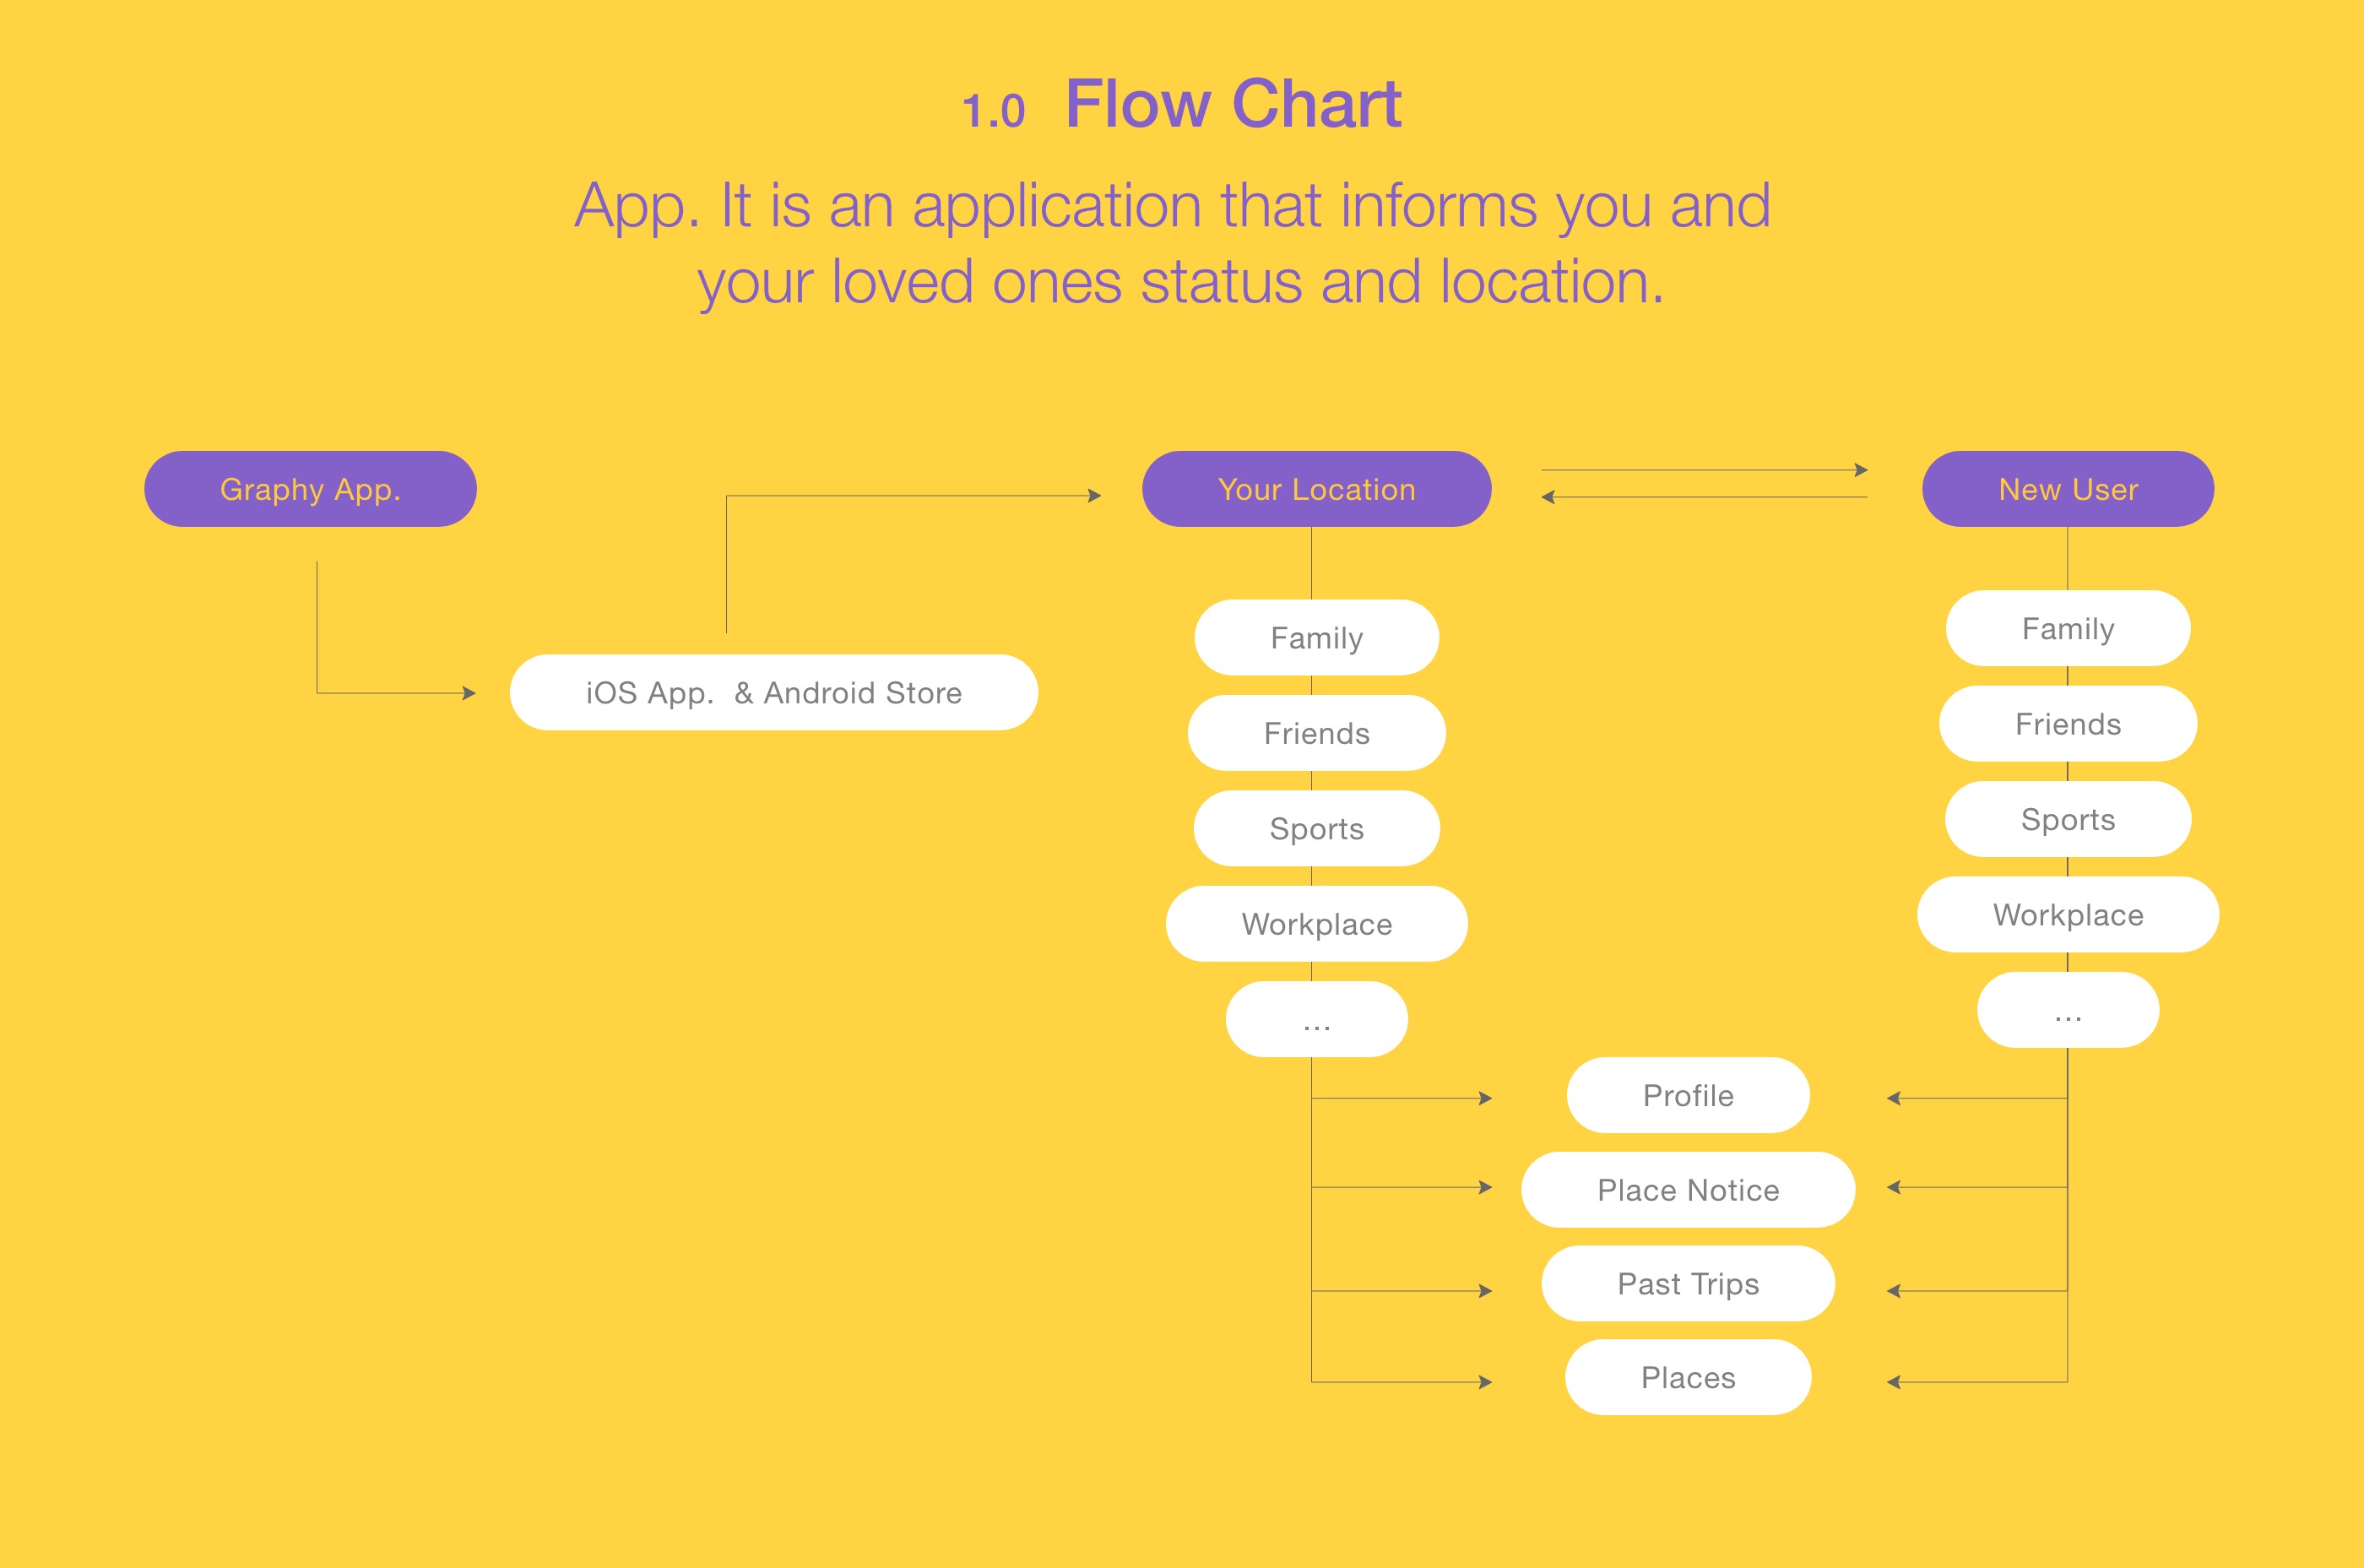 1.0 Flow Chart
App. It is an application that informs you and
your loved ones status and location.
Graphy App.
iOS App.  & Android Store
Your Location
Family
Friends
Sports
Workplace
...
New User
Family
Friends
Sports
Workplace
...
Profile
Place Notice
Past Trips
Places